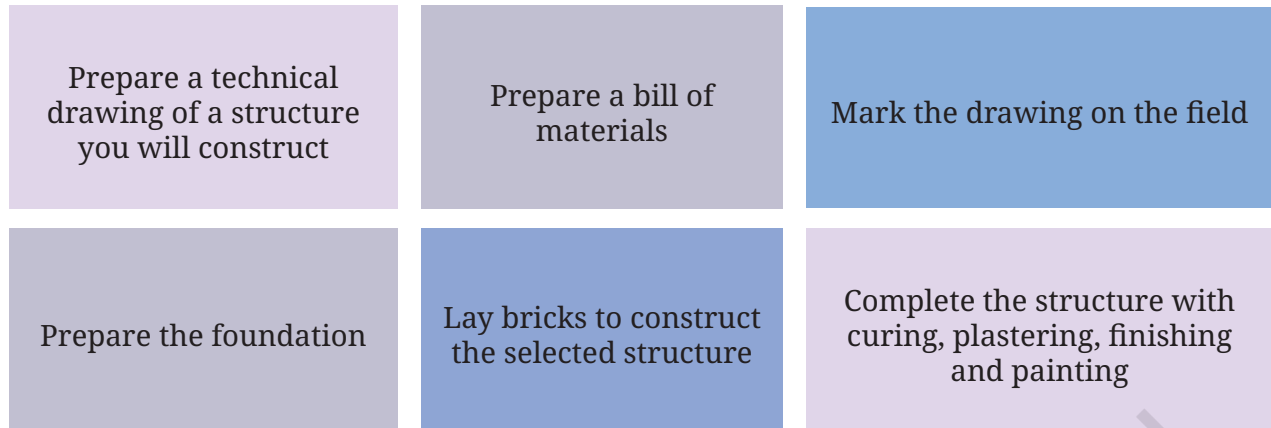 Prepare a technical
drawing of a structure
you will construct
Prepare a bill of
materials
Mark the drawing on the field
Prepare the foundation
Lay bricks to construct
the selected structure
Complete the structure with
curing, plastering, finishing
and painting